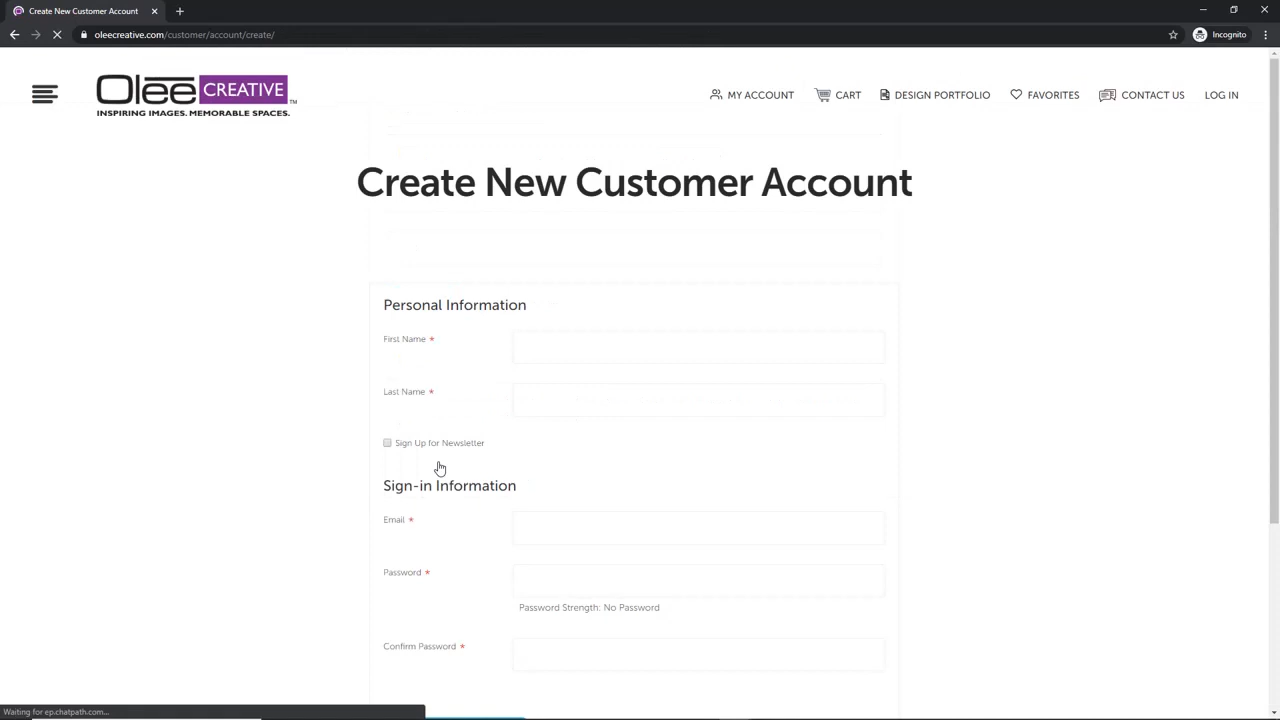 Create New Customer Account
oleecreative.com/customer/account/create/
Incognito
Olee CREATIVE™
INSPIRING IMAGES. MEMORABLE SPACES.
MY ACCOUNT
CART
DESIGN PORTFOLIO
FAVORITES
CONTACT US
LOG IN
Create New Customer Account
Personal Information
First Name *
Last Name *
Sign Up for Newsletter
Sign-in Information
Email *
Password *
Password Strength: No Password
Confirm Password *
Waiting for ep.chatpath.com...